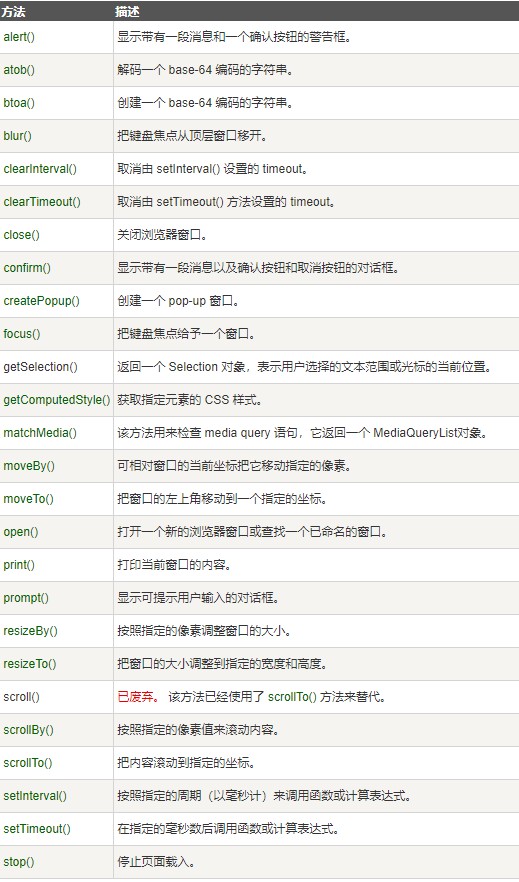 方法 描述
alert() 显示带有一段消息和一个确认按钮的警告框。
atob() 解码一个 base-64 编码的字符串。
btoa() 创建一个 base-64 编码的字符串。
blur() 把键盘焦点从顶层窗口移开。
clearInterval() 取消由 setInterval() 设置的 timeout。
clearTimeout() 取消由 setTimeout() 方法设置的 timeout。
close() 关闭浏览器窗口。
confirm() 显示带有一段消息以及确认按钮和取消按钮的对话框。
createPopup() 创建一个 pop-up 窗口。
focus() 把键盘焦点给予一个窗口。
getSelection() 返回一个 Selection 对象，表示用户选择的文本范围或光标的当前位置。
getComputedStyle() 获取指定元素的 CSS 样式。
matchMedia() 该方法用来检查 media query 语句，它返回一个 MediaQueryList对象。
moveBy() 可相对窗口的当前坐标把它移动指定的像素。
moveTo() 把窗口的左上角移动到一个指定的坐标。
open() 打开一个新的浏览器窗口或查找一个已命名的窗口。
print() 打印当前窗口的内容。
prompt() 显示可提示用户输入的对话框。
resizeBy() 按照指定的像素调整窗口的大小。
resizeTo() 把窗口的大小调整到指定的宽度和高度。
scroll() 已废弃。 该方法已经使用了 scrollTo() 方法来替代。
scrollBy() 按照指定的像素值来滚动内容。
scrollTo() 把内容滚动到指定的坐标。
setInterval() 按照指定的周期（以毫秒计）来调用函数或计算表达式。
setTimeout() 在指定的毫秒数后调用函数或计算表达式。
stop() 停止页面载入。